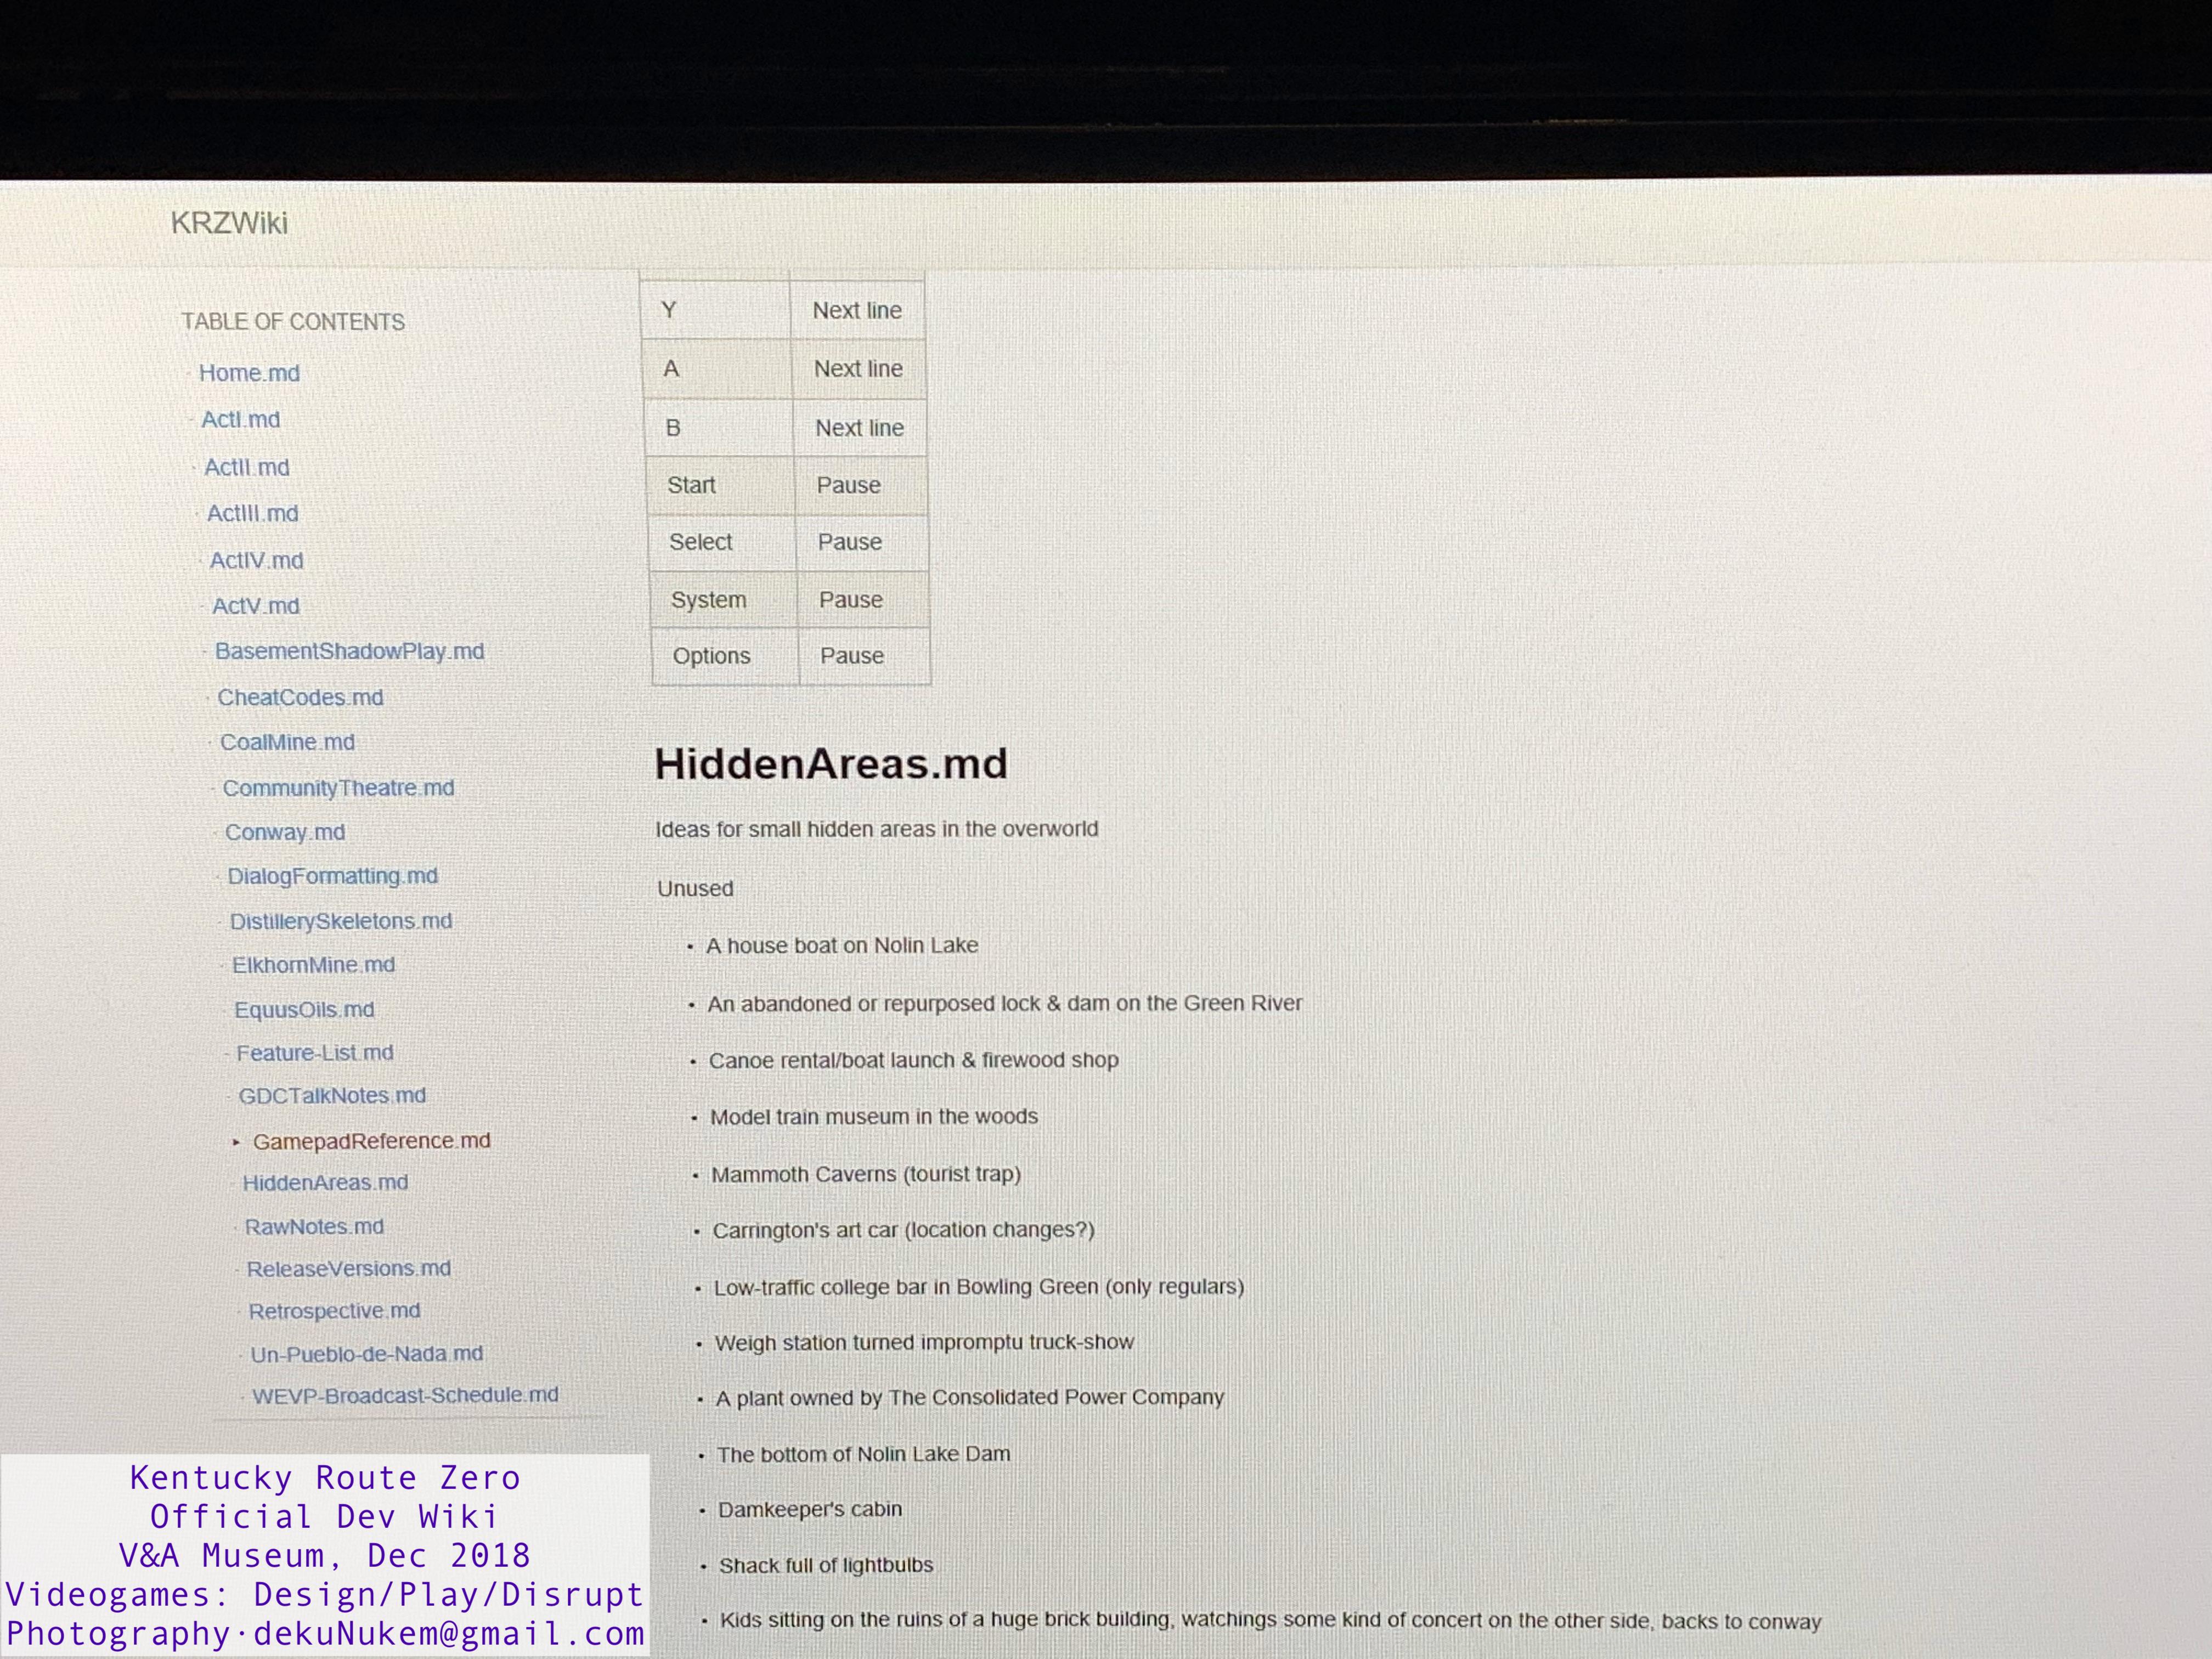 KRZWiki
TABLE OF CONTENTS
Home.md
ActI.md
ActII.md
ActIII.md
ActIV.md
ActV.md
BasementShadowPlay.md
CheatCodes.md
CoalMine.md
CommunityTheatre.md
Conway.md
DialogFormatting.md
DistillerySkeletons.md
ElkhornMine.md
EquusOils.md
Feature-List.md
GDCTalkNotes.md
GamepadReference.md
HiddenAreas.md
RawNotes.md
ReleaseVersions.md
Retrospective.md
Un-Pueblo-de-Nada.md
WEVP-Broadcast-Schedule.md
Y Next line
A Next line
B Next line
Start Pause
Select Pause
System Pause
Options Pause
HiddenAreas.md
Ideas for small hidden areas in the overworld
Unused
• A house boat on Nolin Lake
• An abandoned or repurposed lock & dam on the Green River
• Canoe rental/boat launch & firewood shop
• Model train museum in the woods
• Mammoth Caverns (tourist trap)
• Carrington's art car (location changes?)
• Low-traffic college bar in Bowling Green (only regulars)
• Weigh station turned impromptu truck-show
• A plant owned by The Consolidated Power Company
• The bottom of Nolin Lake Dam
• Damkeeper's cabin
• Shack full of lightbulbs
• Kids sitting on the ruins of a huge brick building, watchings some kind of concert on the other side, backs to conway
Kentucky Route Zero
Official Dev Wiki
V&A Museum, Dec 2018
Videogames: Design/Play/Disrupt
Photography·dekuNukem@gmail.com